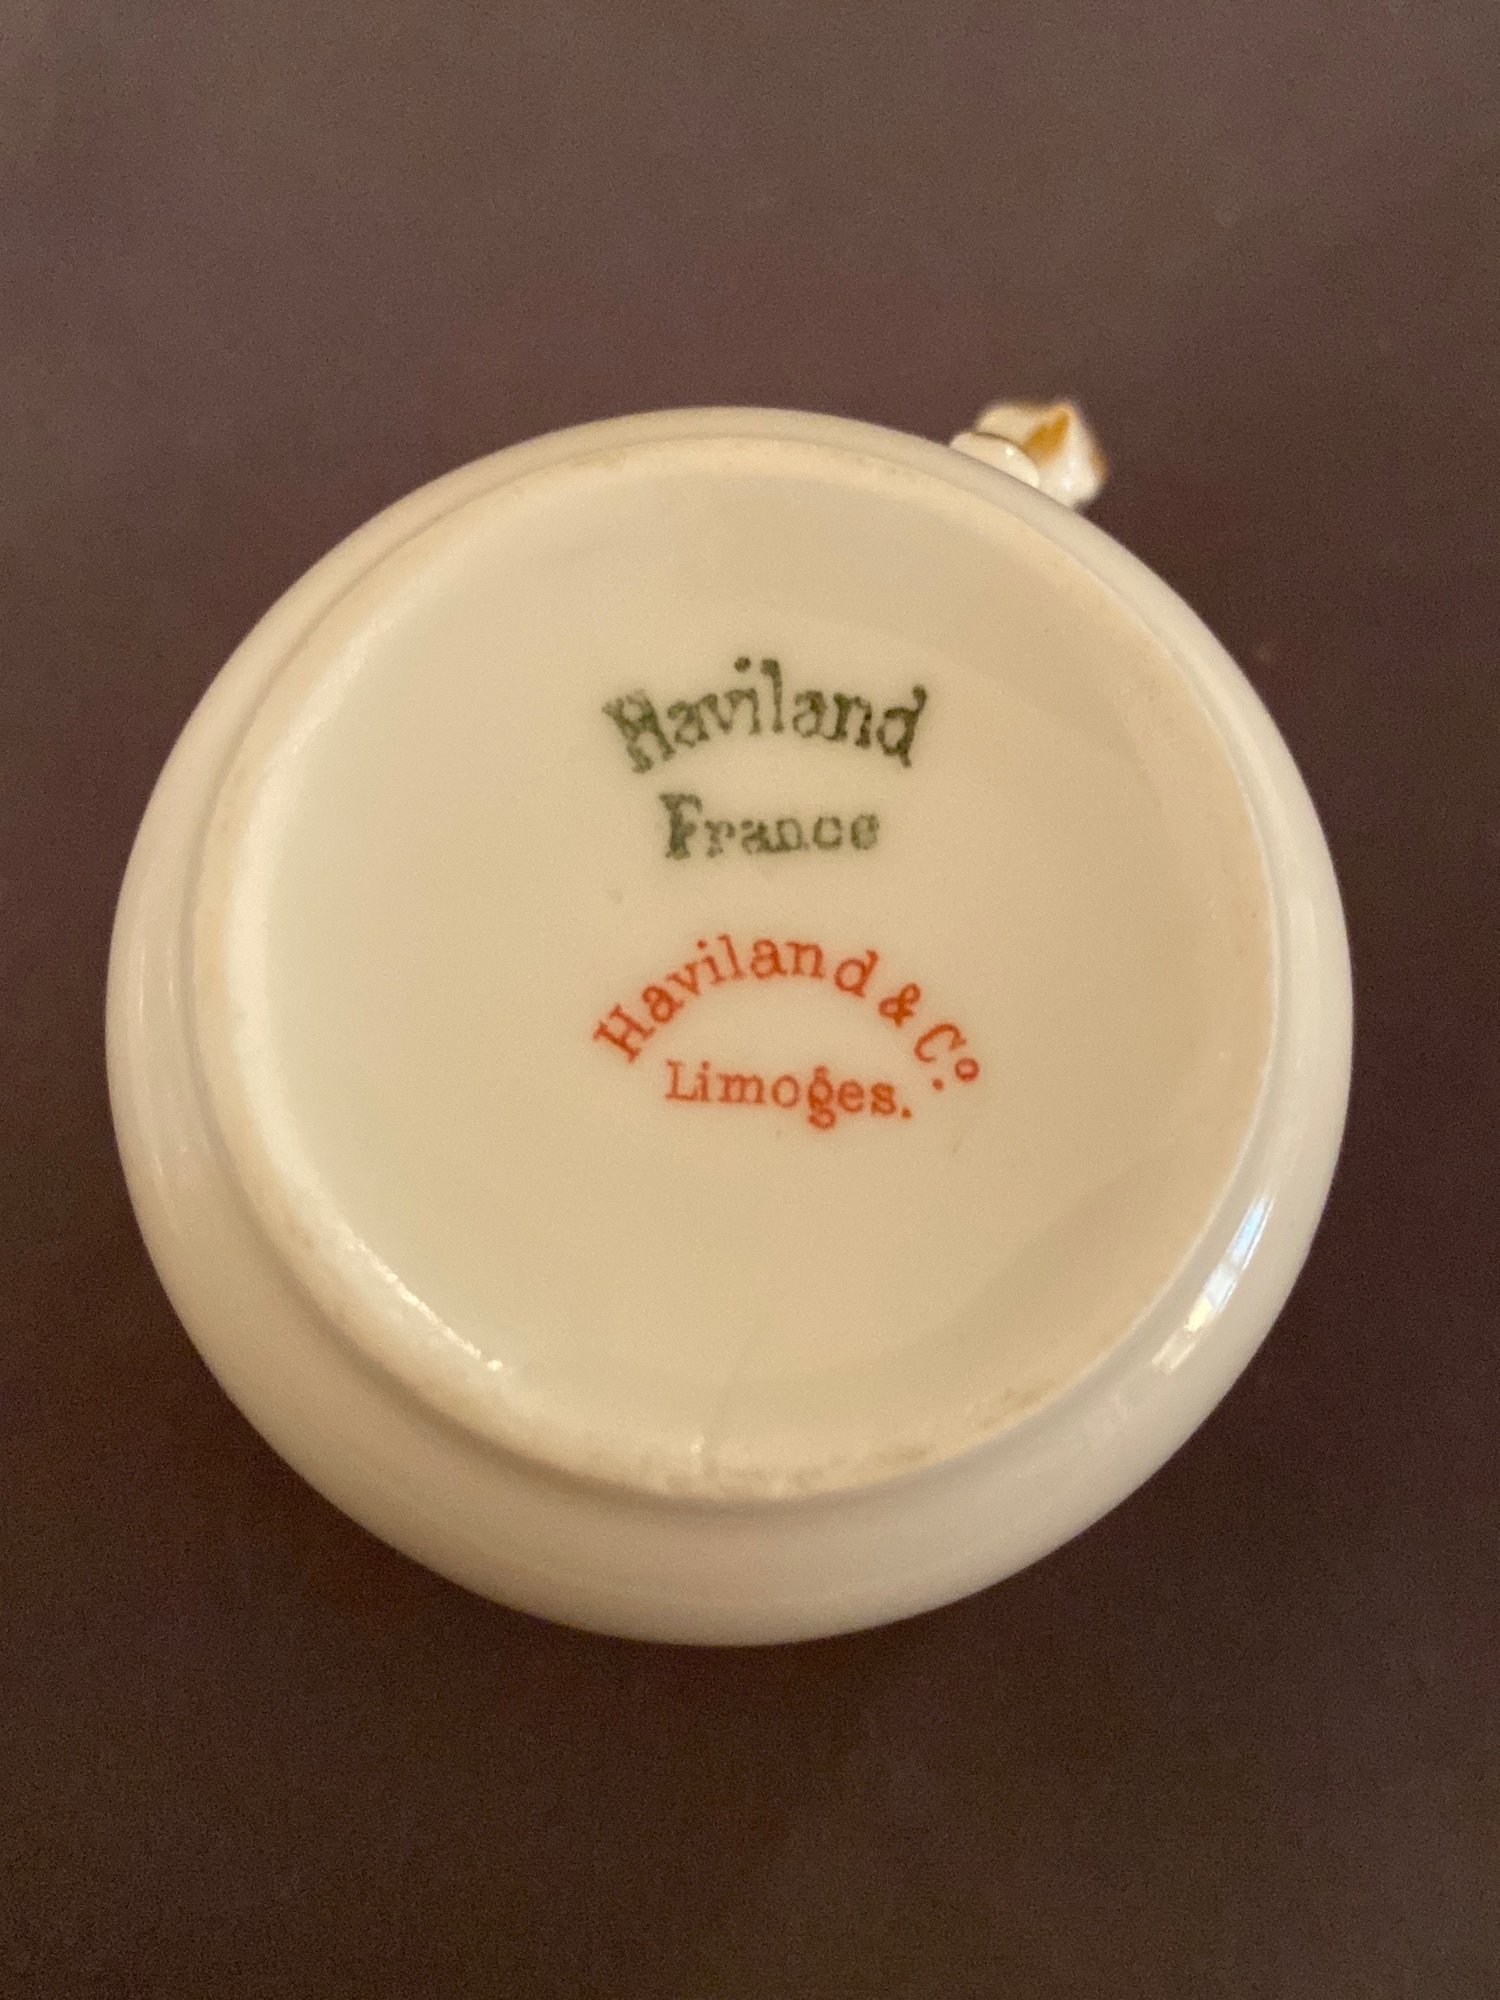 Haviland
France
Haviland & Co.
Limoges.